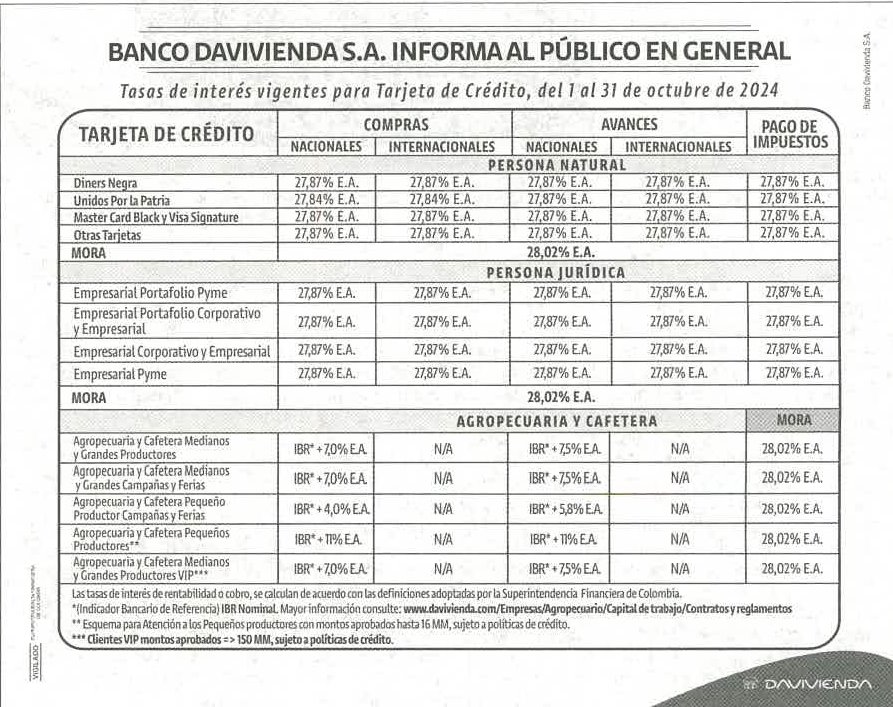 BANCO DAVIVIENDA S.A. INFORMA AL PÚBLICO EN GENERAL
Tasas de interés vigentes para Tarjeta de Crédito, del 1 al 31 de octubre de 2024
Banco Davivienda S.A.
TARJETA DE CRÉDITO COMPRAS AVANCES PAGO DE IMPUESTOS
NACIONALES INTERNACIONALES NACIONALES INTERNACIONALES
PERSONA NATURAL
Diners Negra 27,87% E.A. 27,87% E.A. 27,87% E.A. 27,87% E.A. 27,87% E.A.
Unidos Por la Patria 27,84% E.A. 27,84% E.A. 27,87% E.A. 27,87% E.A. 27,87% E.A.
Master Card Black y Visa Signature 27,87% E.A. 27,87% E.A. 27,87% E.A. 27,87% E.A. 27,87% E.A.
Otras Tarjetas 27,87% E.A. 27,87% E.A. 27,87% E.A. 27,87% E.A. 27,87% E.A.
MORA 28,02% E.A.
PERSONA JURÍDICA
Empresarial Portafolio Pyme 27,87% E.A. 27,87% E.A. 27,87% E.A. 27,87% E.A. 27,87% E.A.
Empresarial Portafolio Corporativo
y Empresarial 27,87% E.A. 27,87% E.A. 27,87% E.A. 27,87% E.A. 27,87% E.A.
Empresarial Corporativo y Empresarial 27,87% E.A. 27,87% E.A. 27,87% E.A. 27,87% E.A. 27,87% E.A.
Empresarial Pyme 27,87% E.A. 27,87% E.A. 27,87% E.A. 27,87% E.A. 27,87% E.A.
MORA 28,02% E.A.
AGROPECUARIA Y CAFETERA MORA
Agropecuaria y Cafetera Medianos
y Grandes Productores IBR* + 7,0% E.A. N/A IBR* + 7,5% E.A. N/A 28,02% E.A.
Agropecuaria y Cafetera Medianos
y Grandes Campañas y Ferias IBR* + 7,0% E.A. N/A IBR* + 7,5% E.A. N/A 28,02% E.A.
Agropecuaria y Cafetera Pequeño
Productor Campañas y Ferias IBR* + 4,0% E.A. N/A IBR* + 5,8% E.A. N/A 28,02% E.A.
Agropecuaria y Cafetera Pequeños
Productores** IBR* + 11% E.A. N/A IBR* + 11% E.A. N/A 28,02% E.A.
Agropecuaria y Cafetera Medianos
y Grandes Productores VIP*** IBR* + 7,0% E.A. N/A IBR* + 7,5% E.A. N/A 28,02% E.A.
Las tasas de interés de rentabilidad o cobro, se calculan de acuerdo con las definiciones adoptadas por la Superintendencia Financiera de Colombia.
*(Indicador Bancario de Referencia) IBR Nominal. Mayor información consulte: www.davivienda.com/Empresas/Agropecuario/Capital de trabajo/Contratos y reglamentos
** Esquema para Atención a los Pequeños productores con montos aprobados hasta 16 MM, sujeto a políticas de crédito.
*** Clientes VIP montos aprobados => 150 MM, sujeto a políticas de crédito.
VIGILADO
DAVIVIENDA